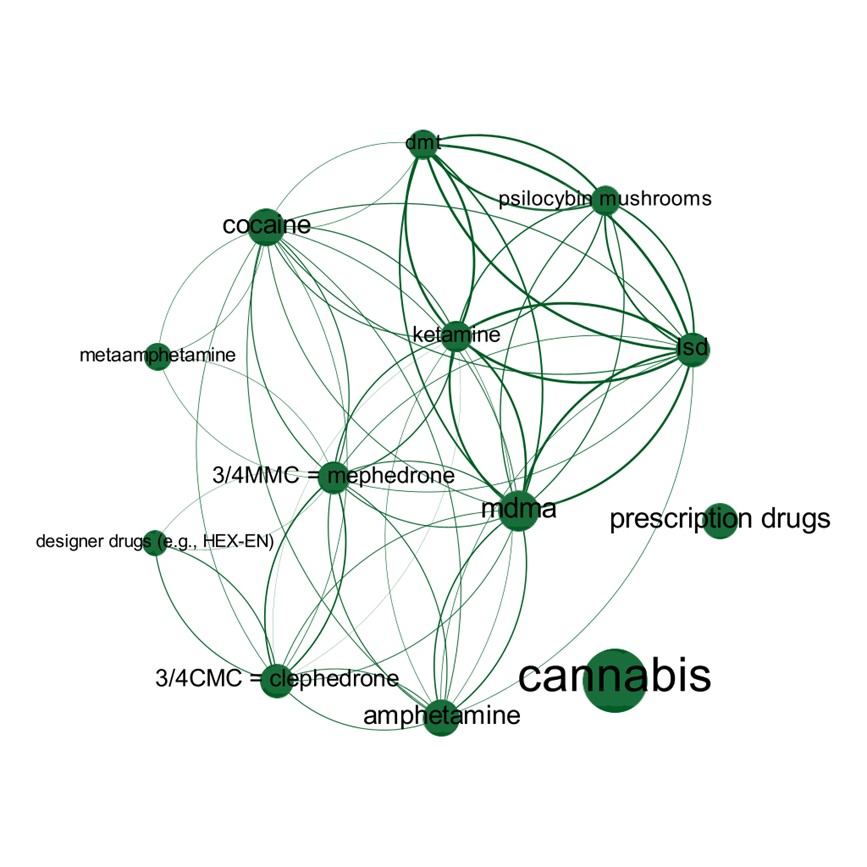 dmt
psilocybin mushrooms
cocaine
ketamine
lsd
metaamphetamine
3/4MMC = mephedrone
mdma
prescription drugs
designer drugs (e.g., HEX-EN)
3/4CMC = clephedrone
cannabis
amphetamine